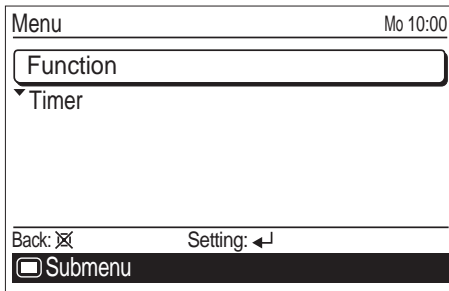 Menu Mo 10:00
Function
Timer
Back: Setting:
Submenu